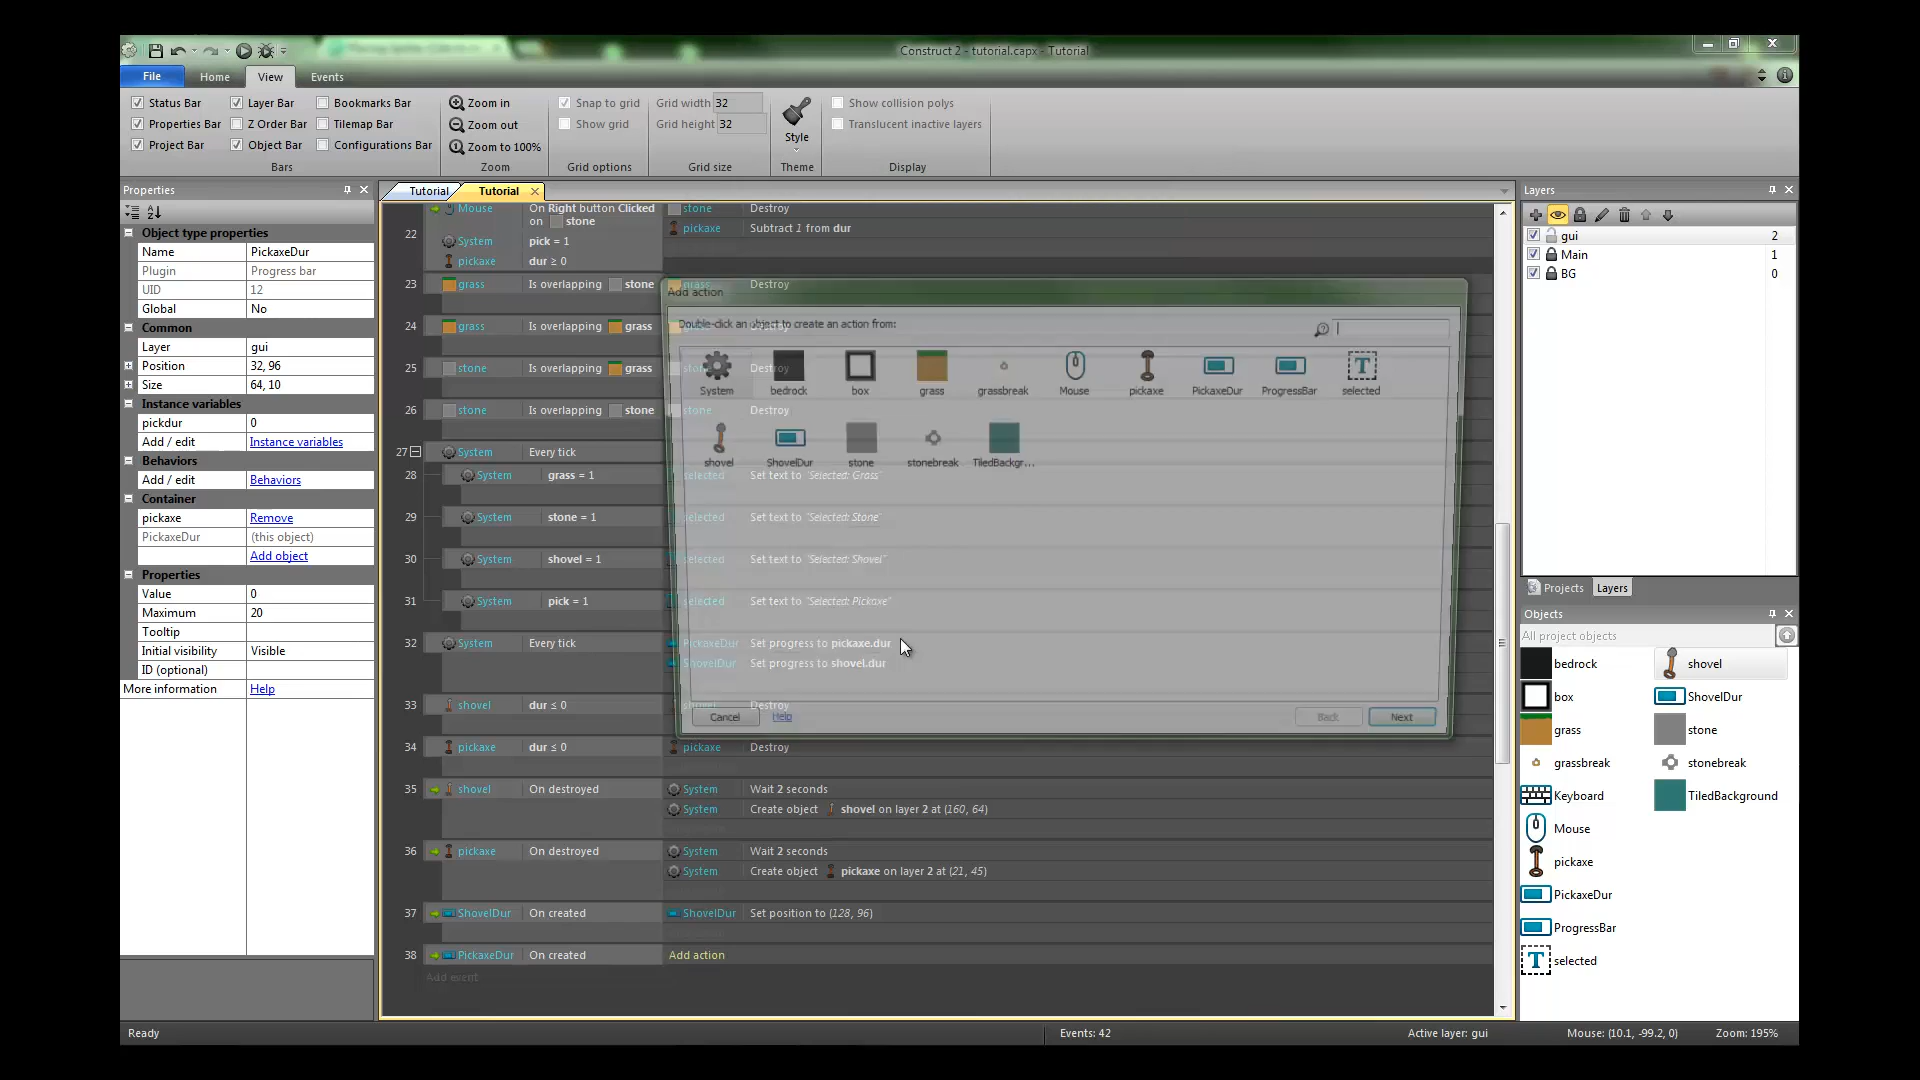 Construct 2 - tutorial.capx - Tutorial
File Home View Events
Status Bar Layer Bar Bookmarks Bar Zoom in Snap to grid Grid width 32 Show collision polys
Properties Bar Z Order Bar Tilemap Bar Zoom out Show grid Grid height 32 Style Translucent inactive layers
Project Bar Object Bar Configurations Bar Zoom to 100%
Bars Zoom Grid options Grid size Theme Display
Properties
Object type properties
Name PickaxeDur
Plugin Progress bar
UID 12
Global No
Common
Layer gui
Position 32, 96
Size 64, 10
Instance variables
pickdur 0
Add / edit Instance variables
Behaviors
Add / edit Behaviors
Container
pickaxe Remove
PickaxeDur (this object)
Add object
Properties
Value 0
Maximum 20
Tooltip
Initial visibility Visible
ID (optional)
More information Help
Tutorial Tutorial
22 Mouse On Right button Clicked on stone stone Destroy
System pick = 1 pickaxe Subtract 1 from dur
pickaxe dur ≥ 0
23 grass Is overlapping stone grass Destroy
24 grass Is overlapping grass
25 stone Is overlapping grass Destroy
26 stone Is overlapping stone stone Destroy
27 System Every tick
28 System grass = 1 selected Set text to "Selected: Grass"
29 System stone = 1 selected Set text to "Selected: Stone"
30 System shovel = 1 selected Set text to "Selected: Shovel"
31 System pick = 1 selected Set text to "Selected: Pickaxe"
32 System Every tick PickaxeDur Set progress to pickaxe.dur
ShovelDur Set progress to shovel.dur
33 shovel dur ≤ 0 shovel Destroy
34 pickaxe dur ≤ 0 pickaxe Destroy
35 shovel On destroyed System Wait 2 seconds
System Create object shovel on layer 2 at (160, 64)
36 pickaxe On destroyed System Wait 2 seconds
System Create object pickaxe on layer 2 at (21, 45)
37 ShovelDur On created ShovelDur Set position to (128, 96)
38 PickaxeDur On created Add action
Add event
Add action
Double-click an object to create an action from:
System bedrock box grass grassbreak Mouse pickaxe PickaxeDur ProgressBar selected
shovel ShovelDur stone stonebreak TiledBackgr...
Cancel Help Back Next
Layers
gui 2
Main 1
BG 0
Projects Layers
Objects
All project objects
bedrock shovel
box ShovelDur
grass stone
grassbreak stonebreak
Keyboard TiledBackground
Mouse
pickaxe
PickaxeDur
ProgressBar
selected
Ready Events: 42 Active layer: gui Mouse: (10.1, -99.2, 0) Zoom: 195%